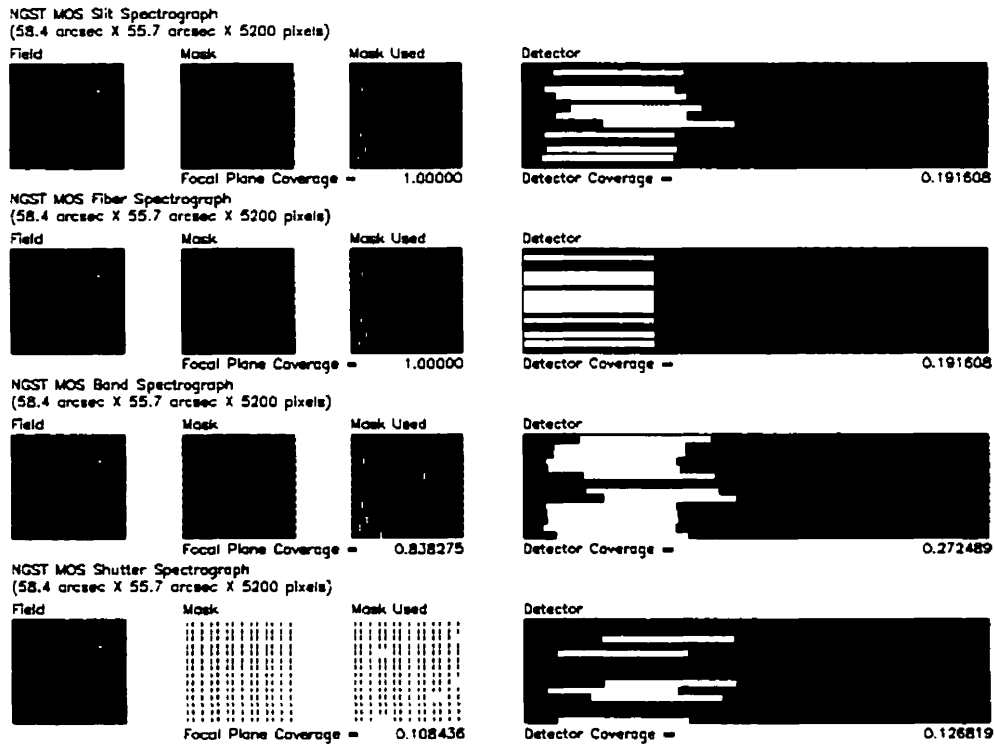 NGST MOS Slit Spectrograph
(58.4 arcsec X 55.7 arcsec X 5200 pixels)
Field Mask Mask Used Detector
Focal Plane Coverage = 1.00000 Detector Coverage = 0.191608
NGST MOS Fiber Spectrograph
(58.4 arcsec X 55.7 arcsec X 5200 pixels)
Field Mask Mask Used Detector
Focal Plane Coverage = 1.00000 Detector Coverage = 0.191608
NGST MOS Band Spectrograph
(58.4 arcsec X 55.7 arcsec X 5200 pixels)
Field Mask Mask Used Detector
Focal Plane Coverage = 0.838275 Detector Coverage = 0.272489
NGST MOS Shutter Spectrograph
(58.4 arcsec X 55.7 arcsec X 5200 pixels)
Field Mask Mask Used Detector
Focal Plane Coverage = 0.108436 Detector Coverage = 0.126819